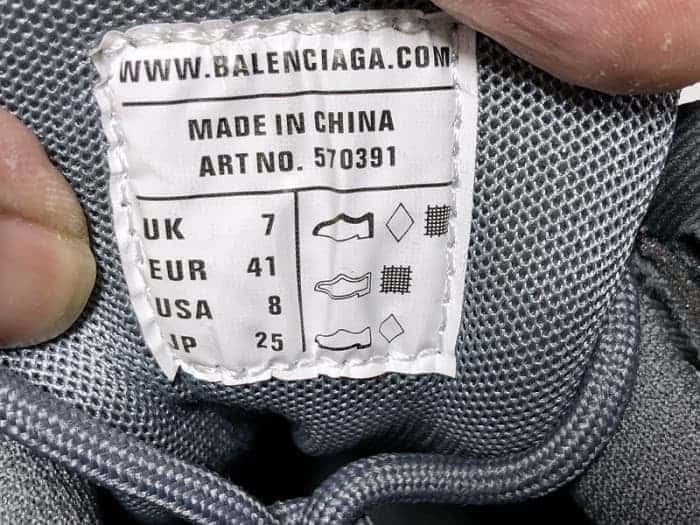 WWW.BALENCIAGA.COM
MADE IN CHINA
ART NO. 570391
UK 7
EUR 41
USA 8
JP 25